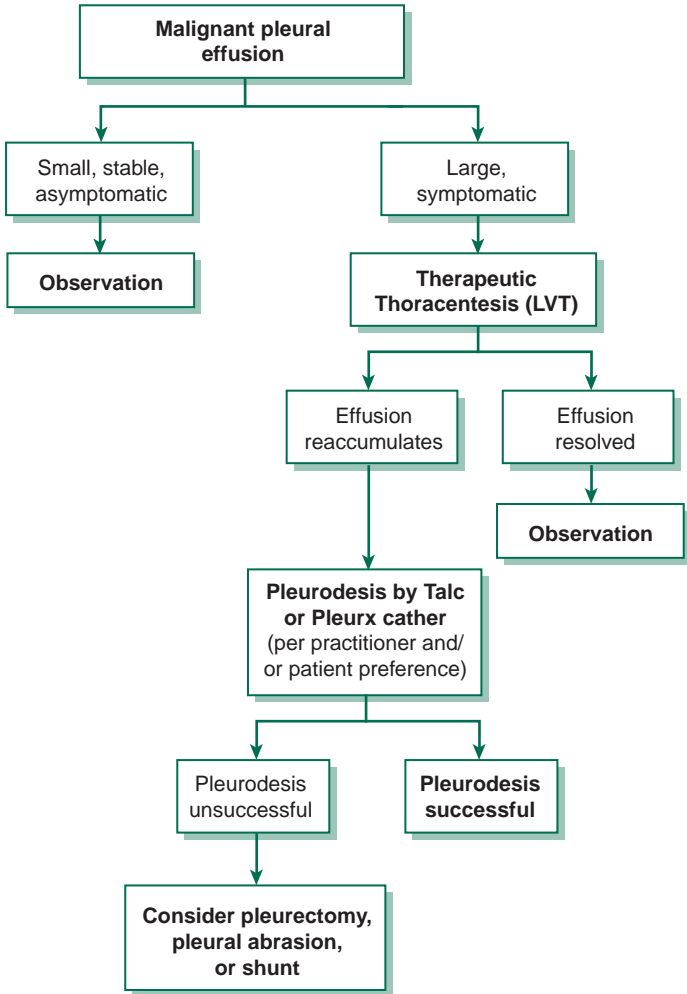 Malignant pleural
effusion
Small, stable,
asymptomatic
Large,
symptomatic
Observation
Therapeutic
Thoracentesis (LVT)
Effusion
reaccumulates
Effusion
resolved
Observation
Pleurodesis by Talc
or Pleurx cather
(per practitioner and/
or patient preference)
Pleurodesis
unsuccessful
Pleurodesis
successful
Consider pleurectomy,
pleural abrasion,
or shunt